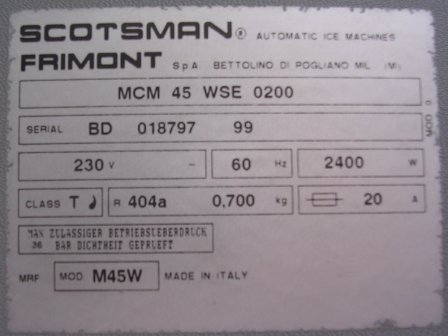 SCOTSMAN® AUTOMATIC ICE MACHINES
FRIMONT S.p.A. BETTOLINO DI POGLIANO MIL. (MI)
MCM 45 WSE 0200
SERIAL BD 018797 99
MOD 0
230 V ~ 60 Hz 2400 W
CLASS T R 404a 0,700 kg 20 A
MAX ZULASSIGER BETRIEBSUEBERDRUCK
36 BAR DICHTHEIT GEPRUEFT
MRF MOD M45W MADE IN ITALY